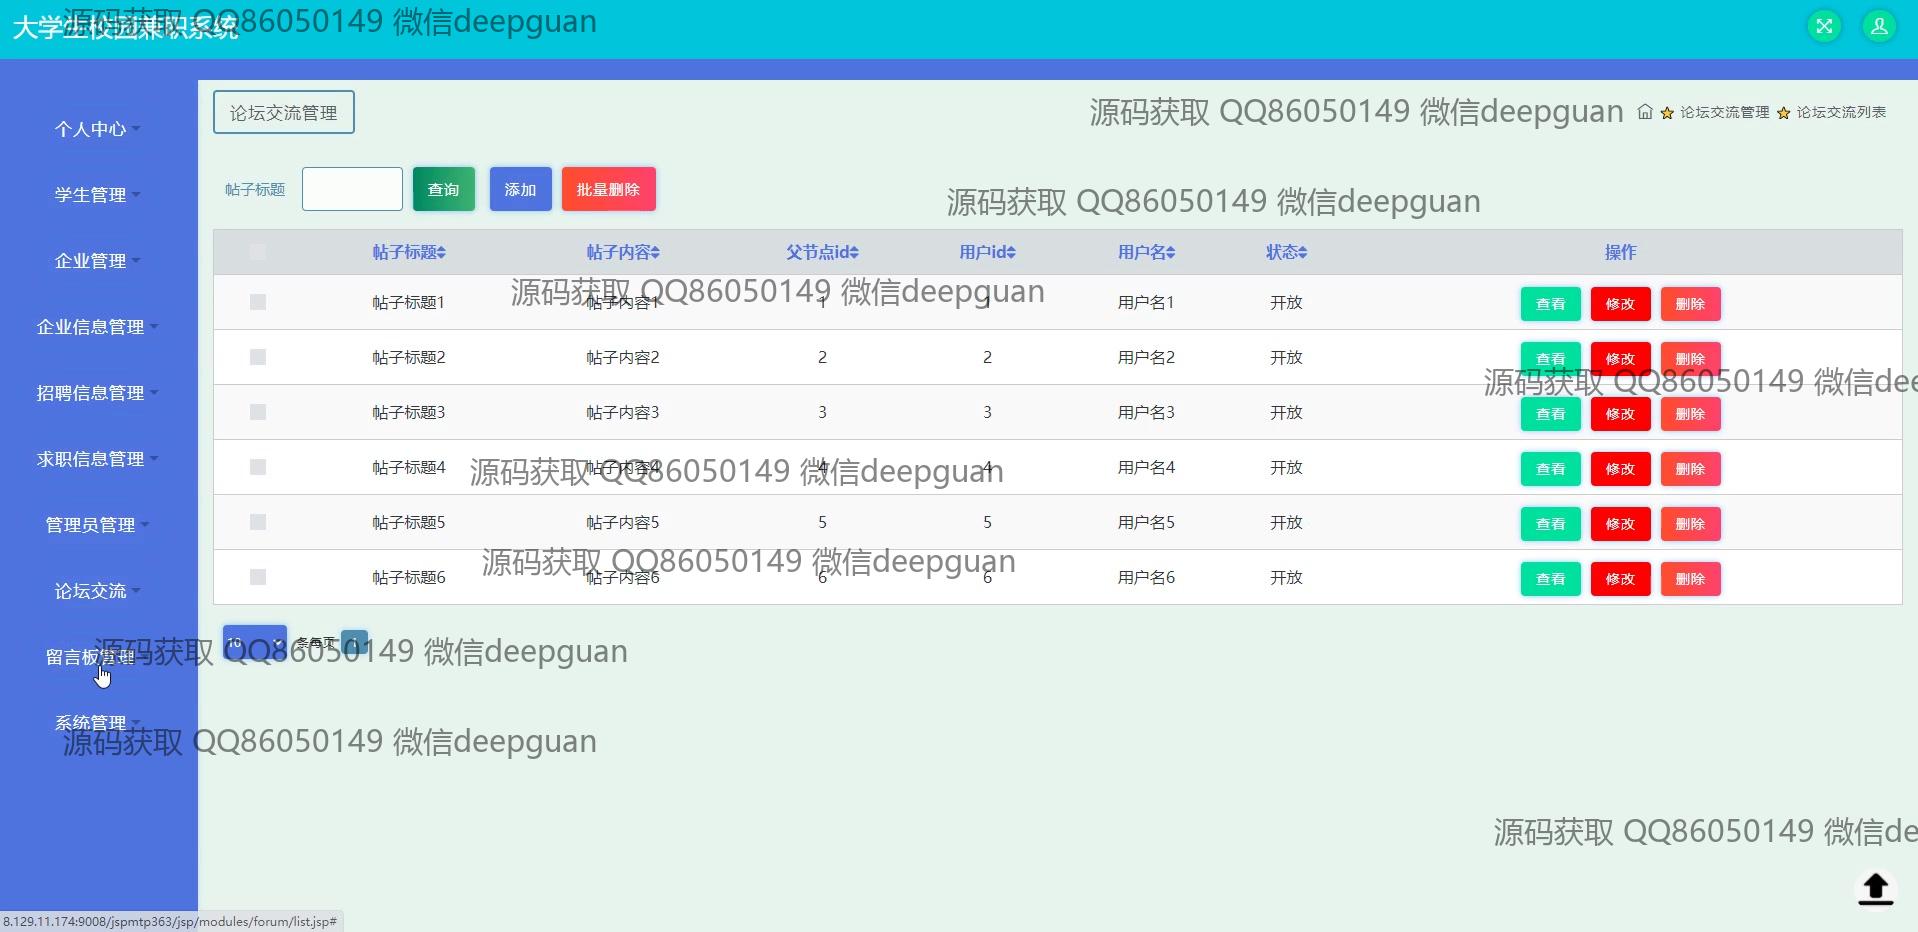 大学生校园兼职系统
源码获取 QQ86050149 微信deepguan
个人中心
学生管理
企业管理
企业信息管理
招聘信息管理
求职信息管理
管理员管理
论坛交流
留言板管理
系统管理
论坛交流管理
源码获取 QQ86050149 微信deepguan
论坛交流管理 论坛交流列表
帖子标题 查询 添加 批量删除
源码获取 QQ86050149 微信deepguan
帖子标题 帖子内容 父节点id 用户id 用户名 状态 操作
源码获取 QQ86050149 微信deepguan
帖子标题1 帖子内容1 1 1 用户名1 开放 查看 修改 删除
帖子标题2 帖子内容2 2 2 用户名2 开放 查看 修改 删除
源码获取 QQ86050149 微信dee
帖子标题3 帖子内容3 3 3 用户名3 开放 查看 修改 删除
帖子标题4 帖子内容4 4 4 用户名4 开放 查看 修改 删除
源码获取 QQ86050149 微信deepguan
帖子标题5 帖子内容5 5 5 用户名5 开放 查看 修改 删除
源码获取 QQ86050149 微信deepguan
帖子标题6 帖子内容6 6 6 用户名6 开放 查看 修改 删除
10 条每页 1
源码获取 QQ86050149 微信deepguan
源码获取 QQ86050149 微信deepguan
源码获取 QQ86050149 微信de
8.129.11.174:9008/jspmtp363/jsp/modules/forum/list.jsp#